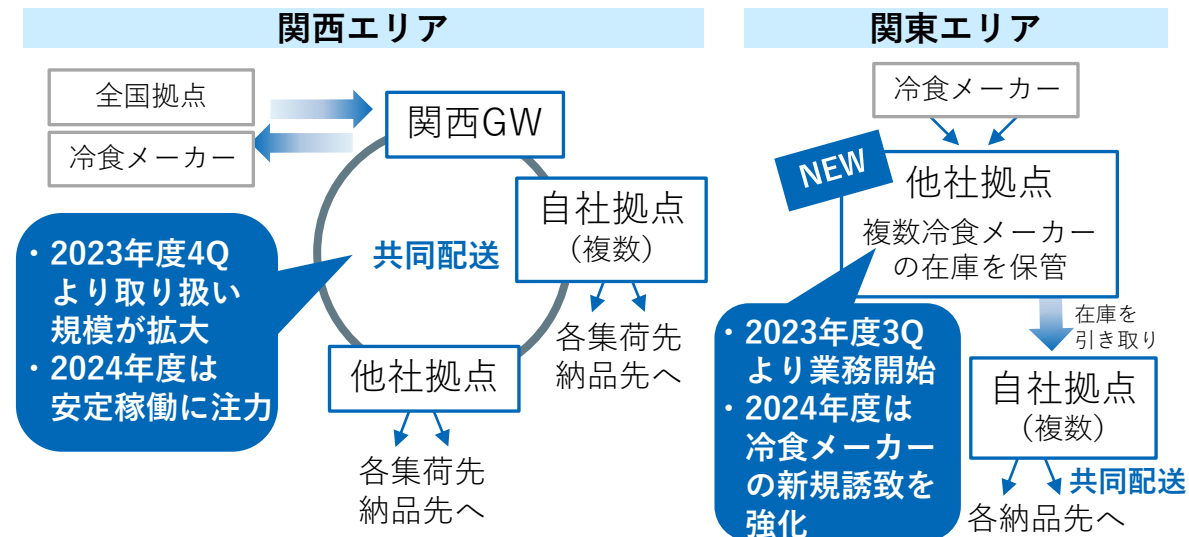 関西エリア
全国拠点
冷食メーカー
関西GW
自社拠点
（複数）
共同配送
・2023年度4Q
より取り扱い
規模が拡大
・2024年度は
安定稼働に注力
各集荷先
納品先へ
他社拠点
各集荷先
納品先へ
関東エリア
冷食メーカー
NEW
他社拠点
複数冷食メーカー
の在庫を保管
・2023年度3Q
より業務開始
・2024年度は
冷食メーカー
の新規誘致を
強化
在庫を
引き取り
自社拠点
（複数）
共同配送
各納品先へ